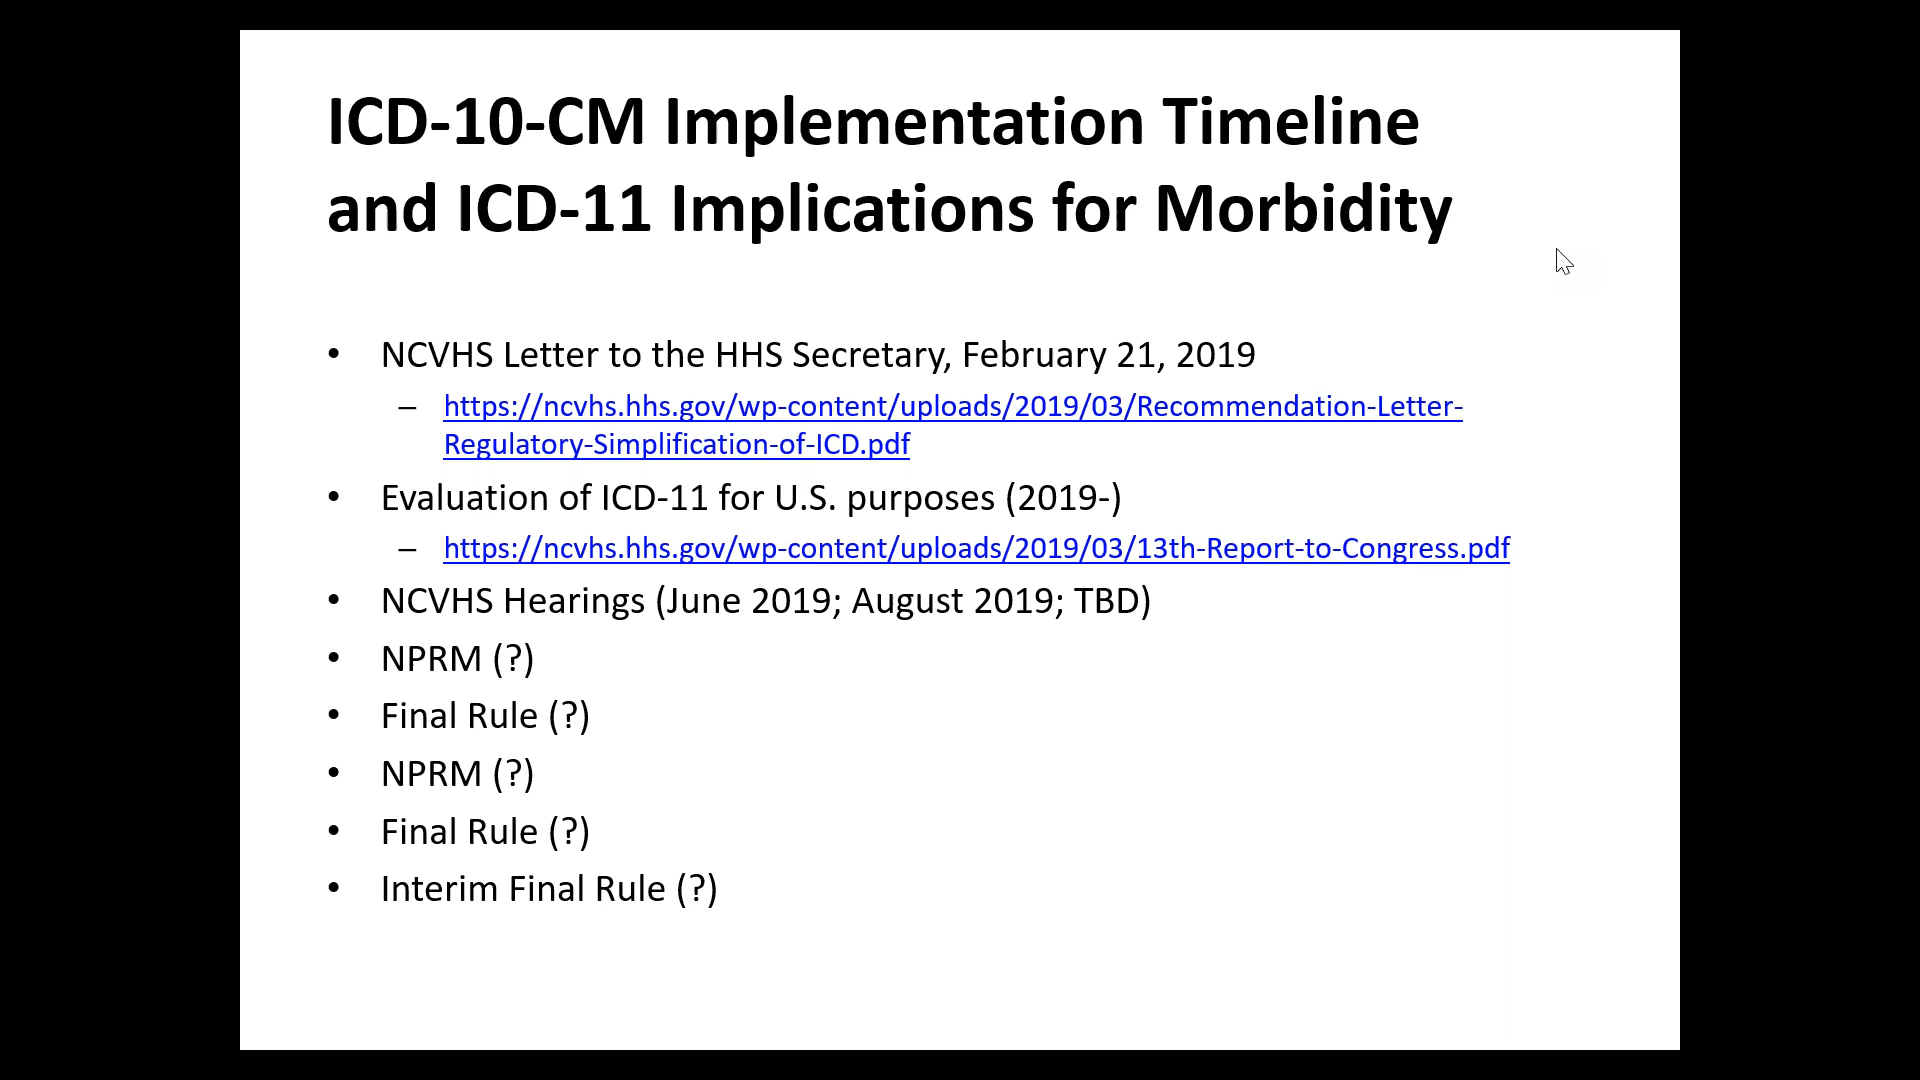 ICD-10-CM Implementation Timeline
and ICD-11 Implications for Morbidity
• NCVHS Letter to the HHS Secretary, February 21, 2019
– https://ncvhs.hhs.gov/wp-content/uploads/2019/03/Recommendation-Letter-
Regulatory-Simplification-of-ICD.pdf
• Evaluation of ICD-11 for U.S. purposes (2019-)
– https://ncvhs.hhs.gov/wp-content/uploads/2019/03/13th-Report-to-Congress.pdf
• NCVHS Hearings (June 2019; August 2019; TBD)
• NPRM (?)
• Final Rule (?)
• NPRM (?)
• Final Rule (?)
• Interim Final Rule (?)